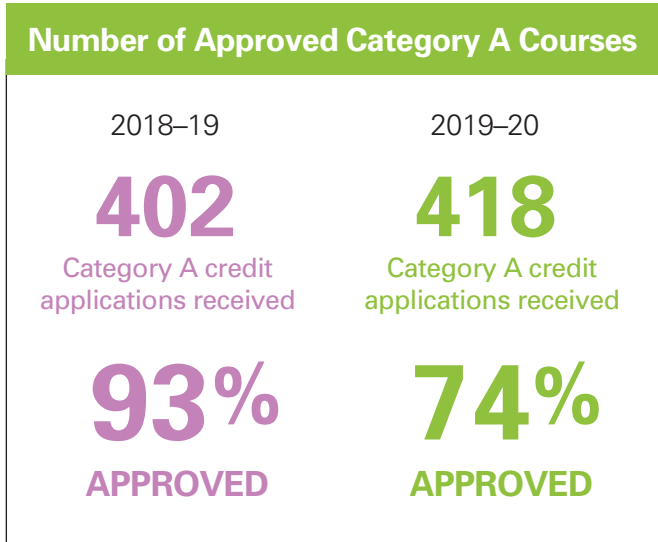 Number of Approved Category A Courses
2018–19
402
Category A credit
applications received
93%
APPROVED
2019–20
418
Category A credit
applications received
74%
APPROVED